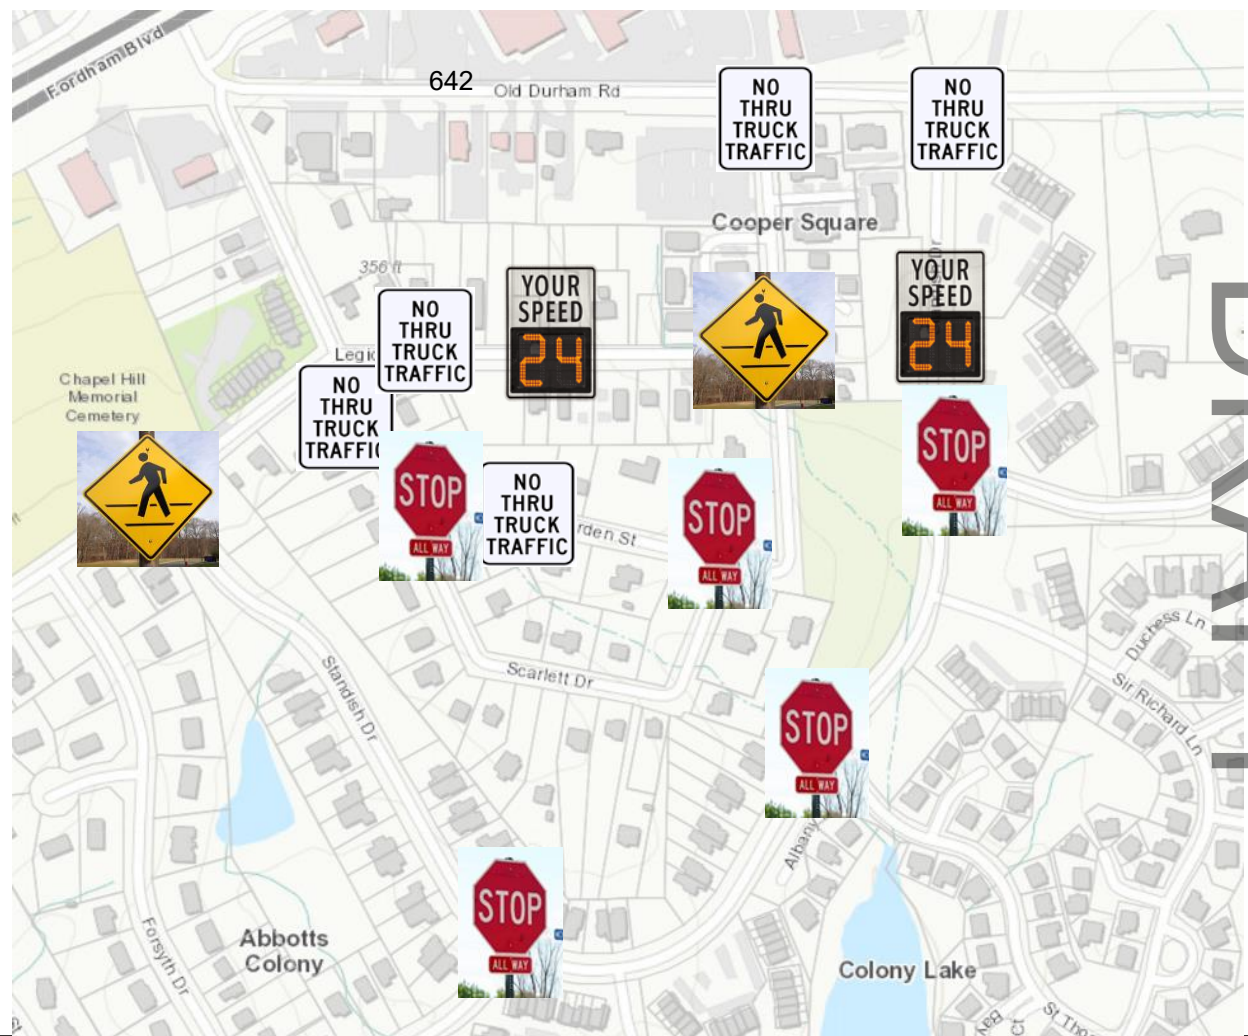 Fordham Blvd
642
Old Durham Rd
NO
THRU
TRUCK
TRAFFIC
NO
THRU
TRUCK
TRAFFIC
Cooper Square
356 ft
YOUR
SPEED
24
YOUR
SPEED
24
NO
THRU
TRUCK
TRAFFIC
NO
THRU
TRUCK
TRAFFIC
Chapel Hill
Memorial
Cemetery
STOP
ALL WAY
NO
THRU
TRUCK
TRAFFIC
STOP
ALL WAY
STOP
ALL WAY
DRAFT
Scarlett Dr
Standish Dr
Duchess Ln
Sir Richard Ln
STOP
ALL WAY
Albany
STOP
ALL WAY
Forsyth Dr
Abbotts
Colony
Colony Lake